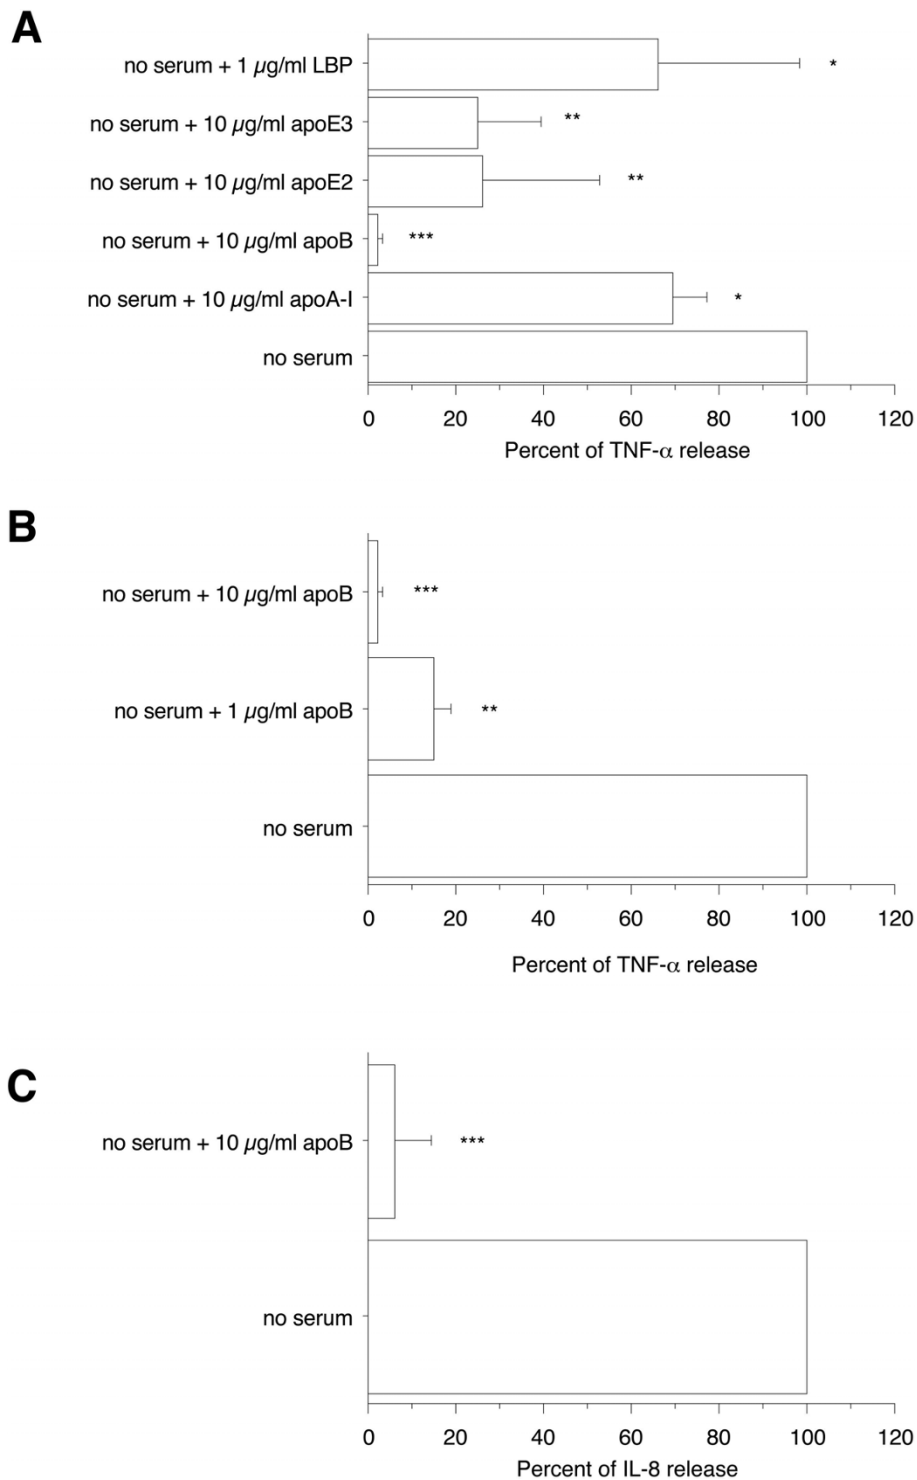 A
no serum + 1 µg/ml LBP
*
no serum + 10 µg/ml apoE3
**
no serum + 10 µg/ml apoE2
**
no serum + 10 µg/ml apoB
***
no serum + 10 µg/ml apoA-I
*
no serum
0 20 40 60 80 100 120
Percent of TNF-α release
B
no serum + 10 µg/ml apoB
***
no serum + 1 µg/ml apoB
**
no serum
0 20 40 60 80 100 120
Percent of TNF-α release
C
no serum + 10 µg/ml apoB
***
no serum
0 20 40 60 80 100 120
Percent of IL-8 release